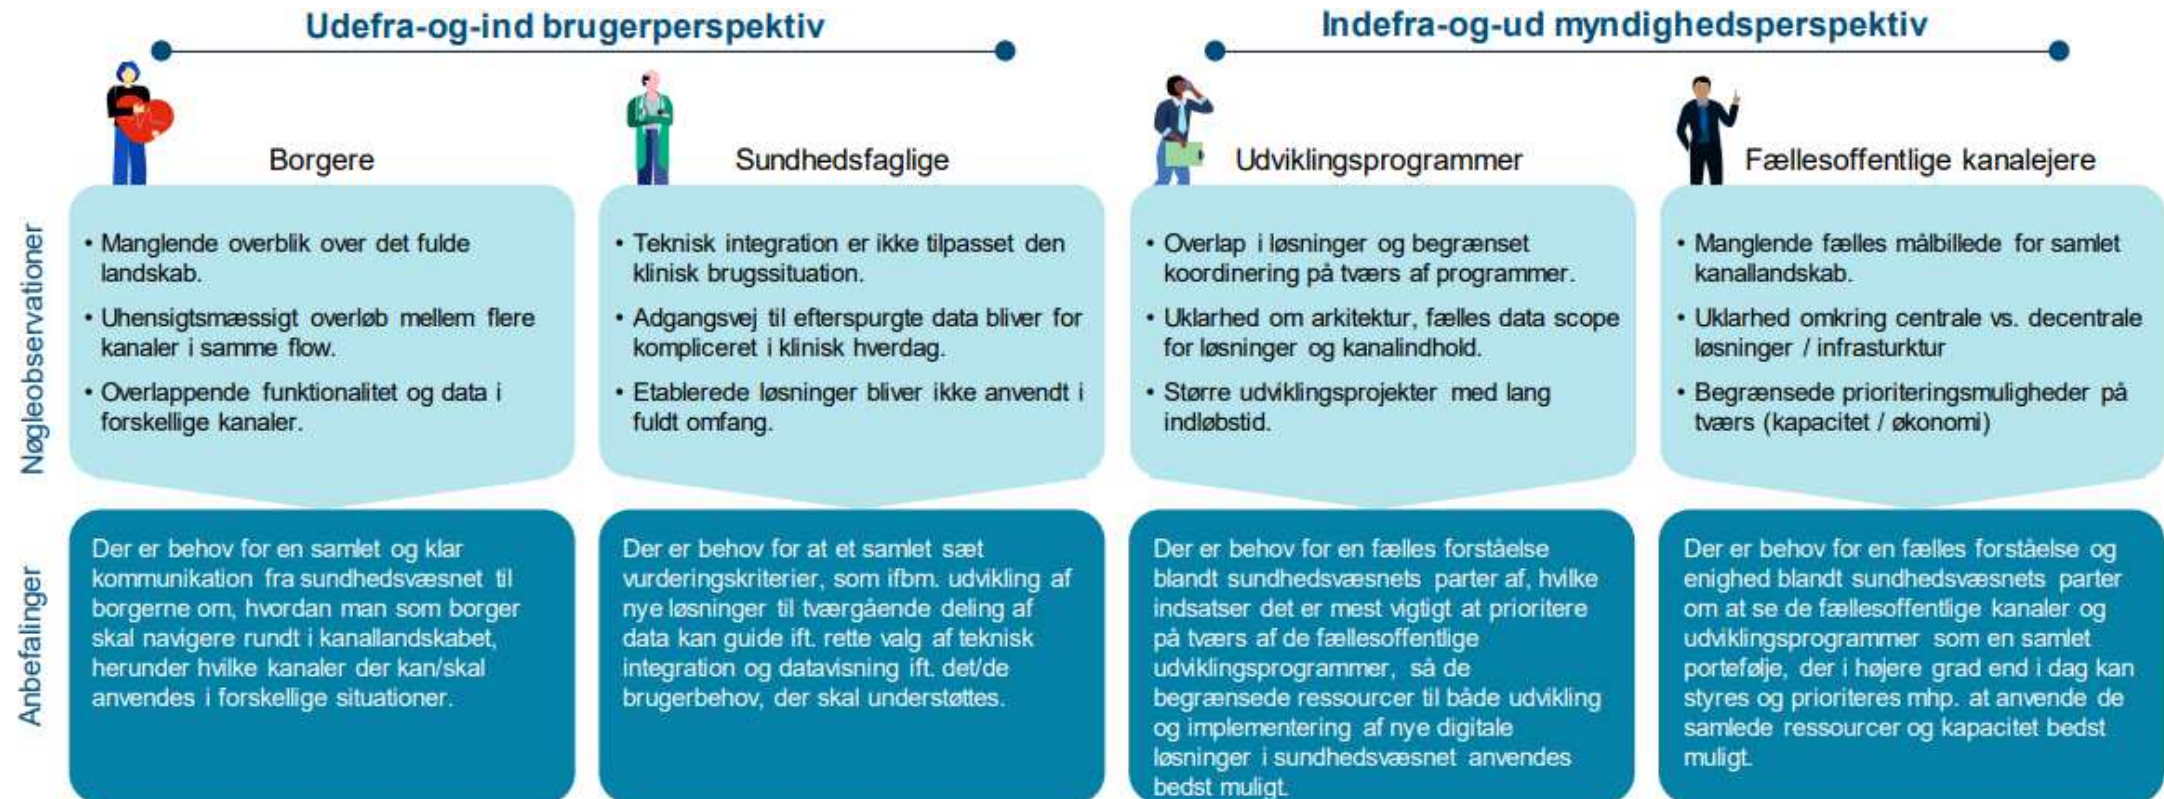 Udefra-og-ind brugerperspektiv
Indefra-og-ud myndighedsperspektiv
Borgere
Sundhedsfaglige
Udviklingsprogrammer
Fællesoffentlige kanalejere
Nøgleobservationer
• Manglende overblik over det fulde
landskab.
• Uhensigtsmæssigt overløb mellem flere
kanaler i samme flow.
• Overlappende funktionalitet og data i
forskellige kanaler.
• Teknisk integration er ikke tilpasset den
klinisk brugssituation.
• Adgangsvej til efterspurgte data bliver for
kompliceret i klinisk hverdag.
• Etablerede løsninger bliver ikke anvendt i
fuldt omfang.
• Overlap i løsninger og begrænset
koordinering på tværs af programmer.
• Uklarhed om arkitektur, fælles data scope
for løsninger og kanalindhold.
• Større udviklingsprojekter med lang
indløbstid.
• Manglende fælles målbillede for samlet
kanallandskab.
• Uklarhed omkring centrale vs. decentrale
løsninger / infrasturktur
• Begrænsede prioriteringsmuligheder på
tværs (kapacitet / økonomi)
Anbefalinger
Der er behov for en samlet og klar
kommunikation fra sundhedsvæsnet til
borgerne om, hvordan man som borger
skal navigere rundt i kanallandskabet,
herunder hvilke kanaler der kan/skal
anvendes i forskellige situationer.
Der er behov for at et samlet sæt
vurderingskriterier, som ifbm. udvikling af
nye løsninger til tværgående deling af
data kan guide ift. rette valg af teknisk
integration og datavisning ift. det/de
brugerbehov, der skal understøttes.
Der er behov for en fælles forståelse
blandt sundhedsvæsnets parter af, hvilke
indsatser det er mest vigtigt at prioritere
på tværs af de fællesoffentlige
udviklingsprogrammer, så de
begrænsede ressourcer til både udvikling
og implementering af nye digitale
løsninger i sundhedsvæsnet anvendes
bedst muligt.
Der er behov for en fælles forståelse og
enighed blandt sundhedsvæsnets parter
om at se de fællesoffentlige kanaler og
udviklingsprogrammer som en samlet
portefølje, der i højere grad end i dag kan
styres og prioriteres mhp. at anvende de
samlede ressourcer og kapacitet bedst
muligt.